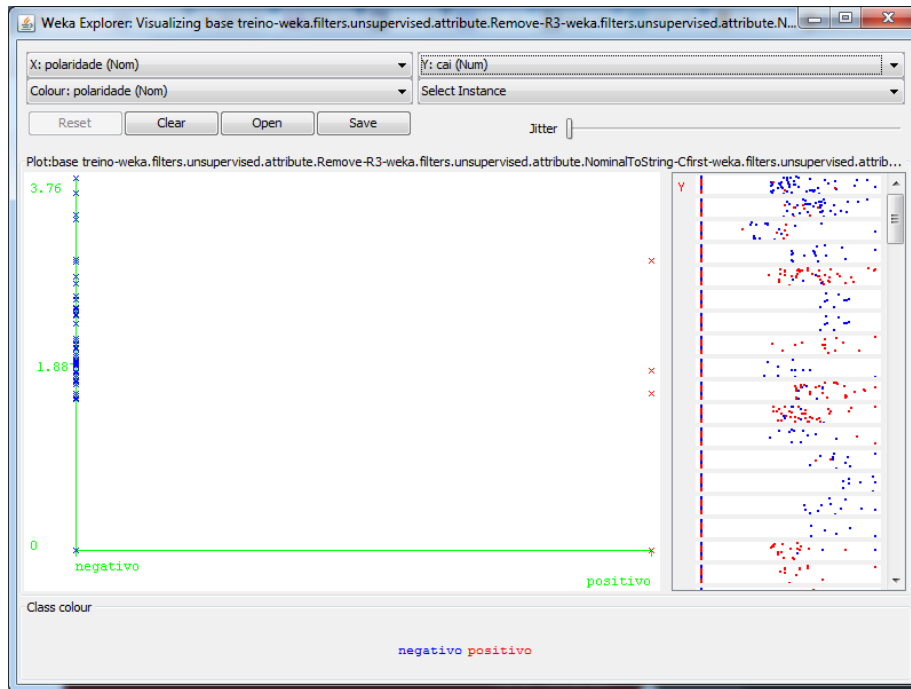 Weka Explorer: Visualizing base treino-weka.filters.unsupervised.attribute.Remove-R3-weka.filters.unsupervised.attribute.N...
X: polaridade (Nom)
Y: cai (Num)
Colour: polaridade (Nom)
Select Instance
Reset
Clear
Open
Save
Jitter
Plot:base treino-weka.filters.unsupervised.attribute.Remove-R3-weka.filters.unsupervised.attribute.NominalToString-Cfirst-weka.filters.unsupervised.attrib...
3.76
Y
1.88
0
negativo
positivo
Class colour
negativo positivo